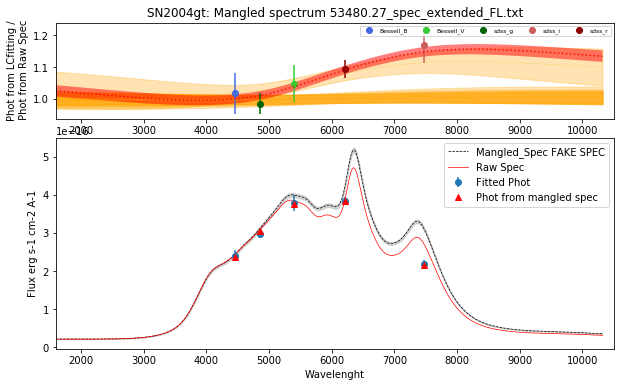 SN2004gt: Mangled spectrum 53480.27_spec_extended_FL.txt
Phot from LCfitting /
Phot from Raw Spec
1.2
1.1
1.0
Bessell_B Bessell_V sdss_g sdss_i sdss_r
2000 3000 4000 5000 6000 7000 8000 9000 10000
Flux erg s-1 cm-2 A-1
5
4
3
2
1
0
Mangled_Spec FAKE SPEC
Raw Spec
Fitted Phot
Phot from mangled spec
2000 3000 4000 5000 6000 7000 8000 9000 10000
Wavelenght